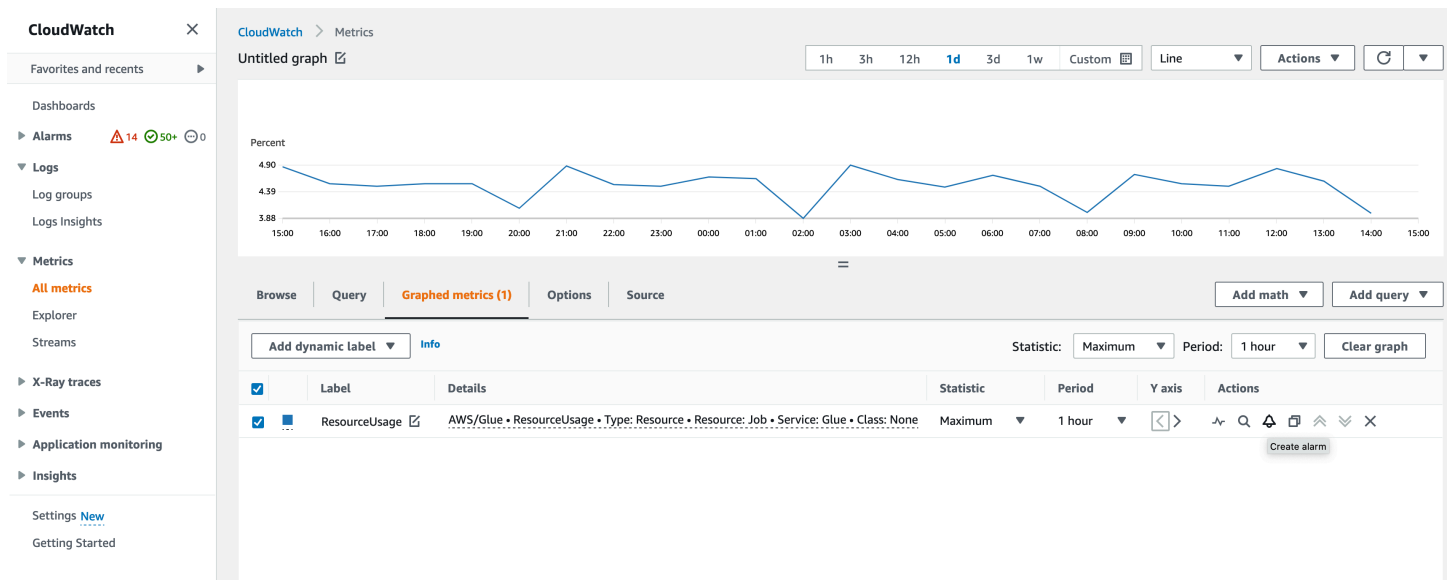 CloudWatch
Favorites and recents
Dashboards
Alarms 14 50+ 0
Logs
Log groups
Logs Insights
Metrics
All metrics
Explorer
Streams
X-Ray traces
Events
Application monitoring
Insights
Settings New
Getting Started
CloudWatch Metrics
Untitled graph
1h 3h 12h 1d 3d 1w Custom Line Actions
Percent
4.90
4.39
3.88
15:00 16:00 17:00 18:00 19:00 20:00 21:00 22:00 23:00 00:00 01:00 02:00 03:00 04:00 05:00 06:00 07:00 08:00 09:00 10:00 11:00 12:00 13:00 14:00 15:00
Browse Query Graphed metrics (1) Options Source Add math Add query
Add dynamic label Info Statistic: Maximum Period: 1 hour Clear graph
Label Details Statistic Period Y axis Actions
ResourceUsage AWS/Glue • ResourceUsage • Type: Resource • Resource: Job • Service: Glue • Class: None Maximum 1 hour
Create alarm